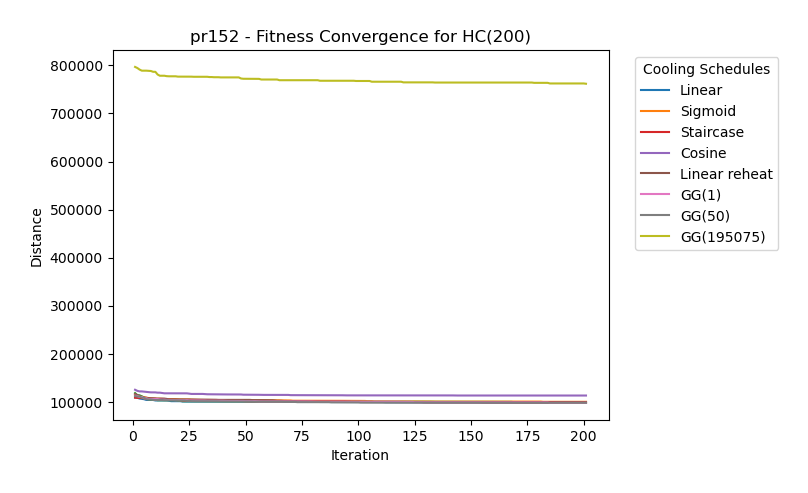 pr152 - Fitness Convergence for HC(200)
800000
700000
600000
500000
400000
300000
200000
100000
Distance
0
25
50
75
100
125
150
175
200
Iteration
Cooling Schedules
Linear
Sigmoid
Staircase
Cosine
Linear reheat
GG(1)
GG(50)
GG(195075)